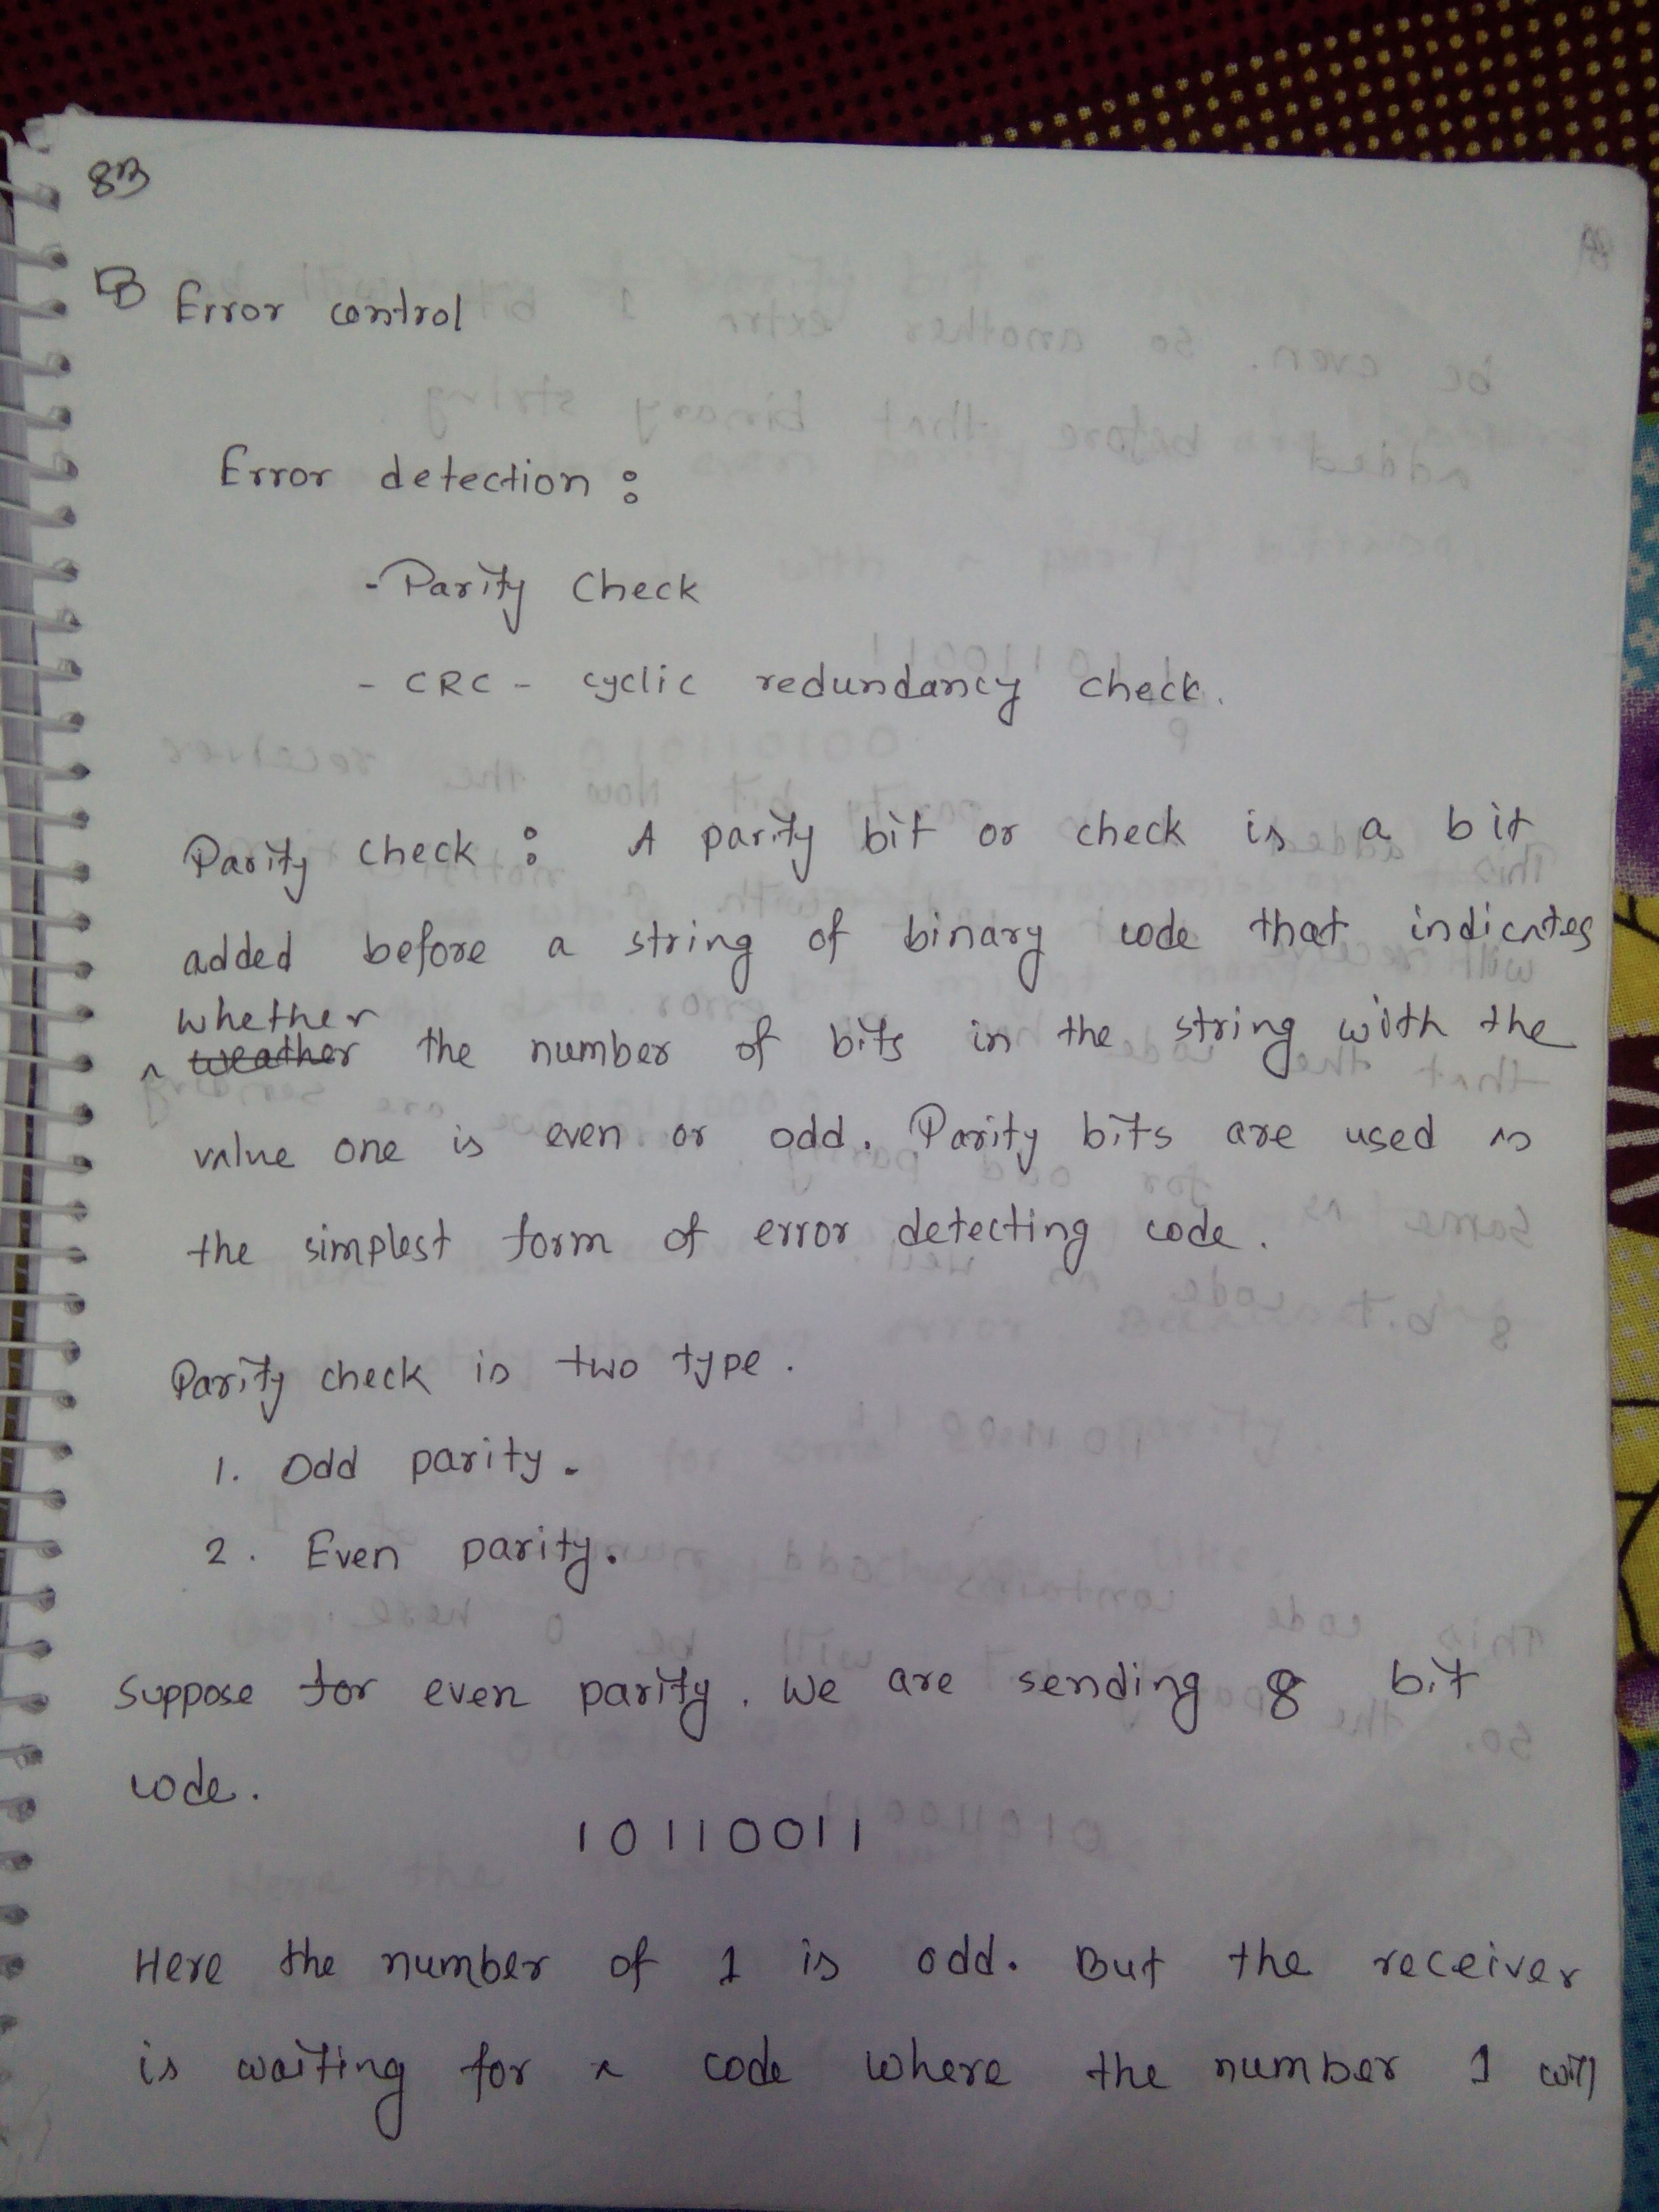 8B
Error control
Error detection :
- Parity Check
- CRC - cyclic redundancy check.
Parity check : A parity bit or check is a bit
added before a string of binary code that indicates
whether
^ weather the number of bits in the string with the
value one is even or odd. Parity bits are used as
the simplest form of error detecting code.
Parity check is two type.
1. Odd parity.
2. Even parity.
Suppose for even parity. We are sending 8 bit
code.
10110011
Here the number of 1 is odd. But the receiver
is waiting for a code where the number 1 will